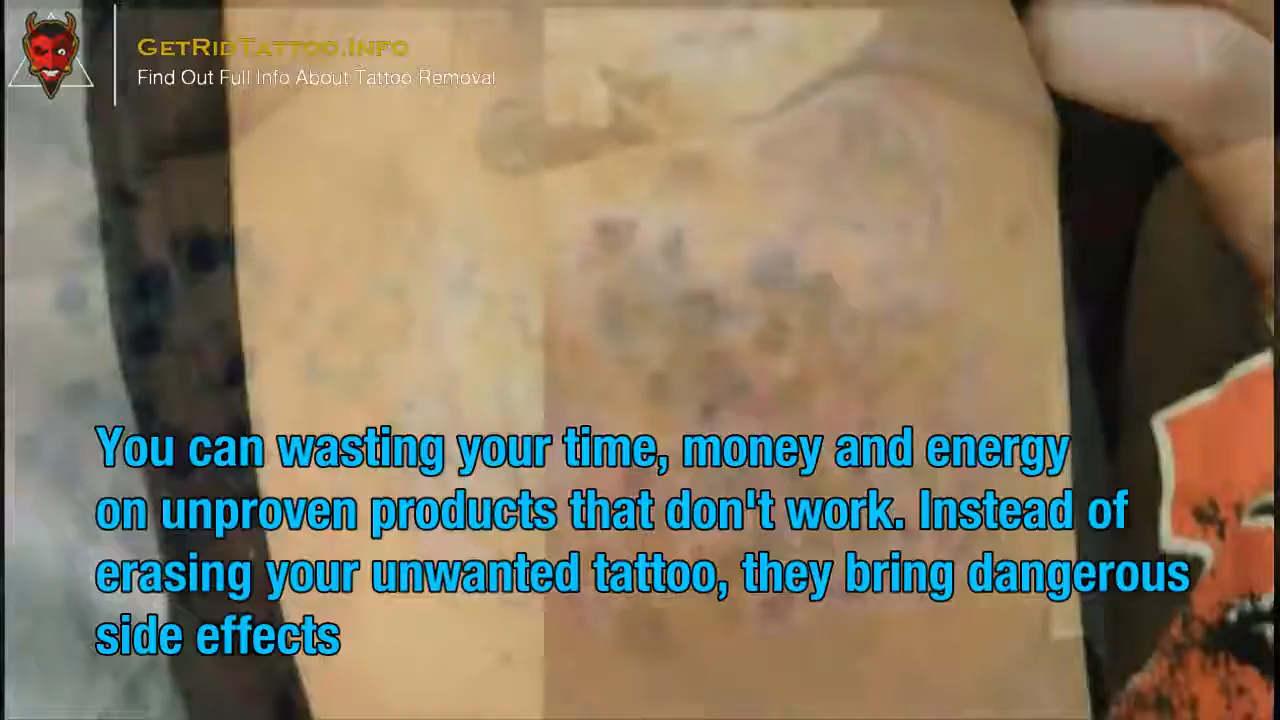 GetRidTattoo.Info
Find Out Full Info About Tattoo Removal
You can wasting your time, money and energy
on unproven products that don't work. Instead of
erasing your unwanted tattoo, they bring dangerous
side effects